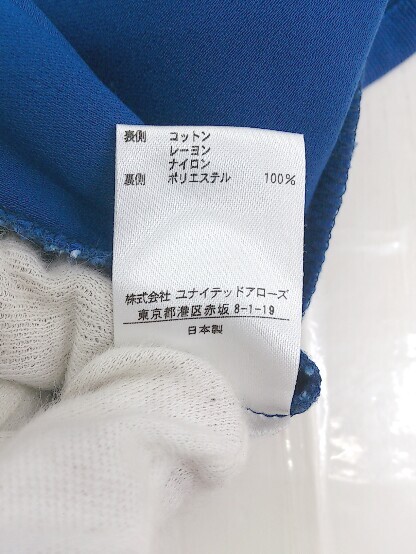 表側 コットン
レーヨン
ナイロン
裏側 ポリエステル 100%
株式会社 ユナイテッドアローズ
東京都港区赤坂 8-1-19
日本製